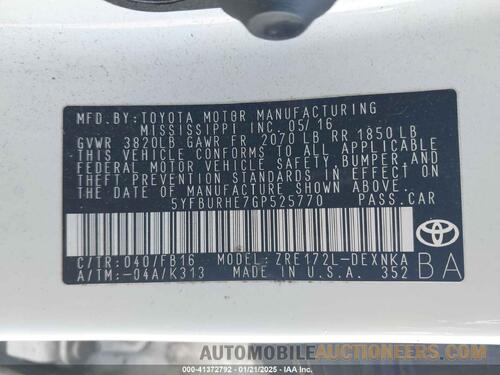 MFD.BY:TOYOTA MOTOR MANUFACTURING
MISSISSIPPI INC.05/16
GVWR 3820LB GAWR FR 2070 LB RR 1850 LB
THIS VEHICLE CONFORMS TO ALL APPLICABLE
FEDERAL MOTOR VEHICLE SAFETY, BUMPER, AND
THEFT PREVENTION STANDARDS IN EFFECT ON
THE DATE OF MANUFACTURE SHOWN ABOVE.
5YFBURHE7GP525770 PASS.CAR
C/TR:040/FB16 MODEL:ZRE172L-DEXNKA
A/TM:-04A/K313 MADE IN U.S.A. 352
TOYOTA
BA
000-41372792 - 01/21/2025 - IAA Inc.